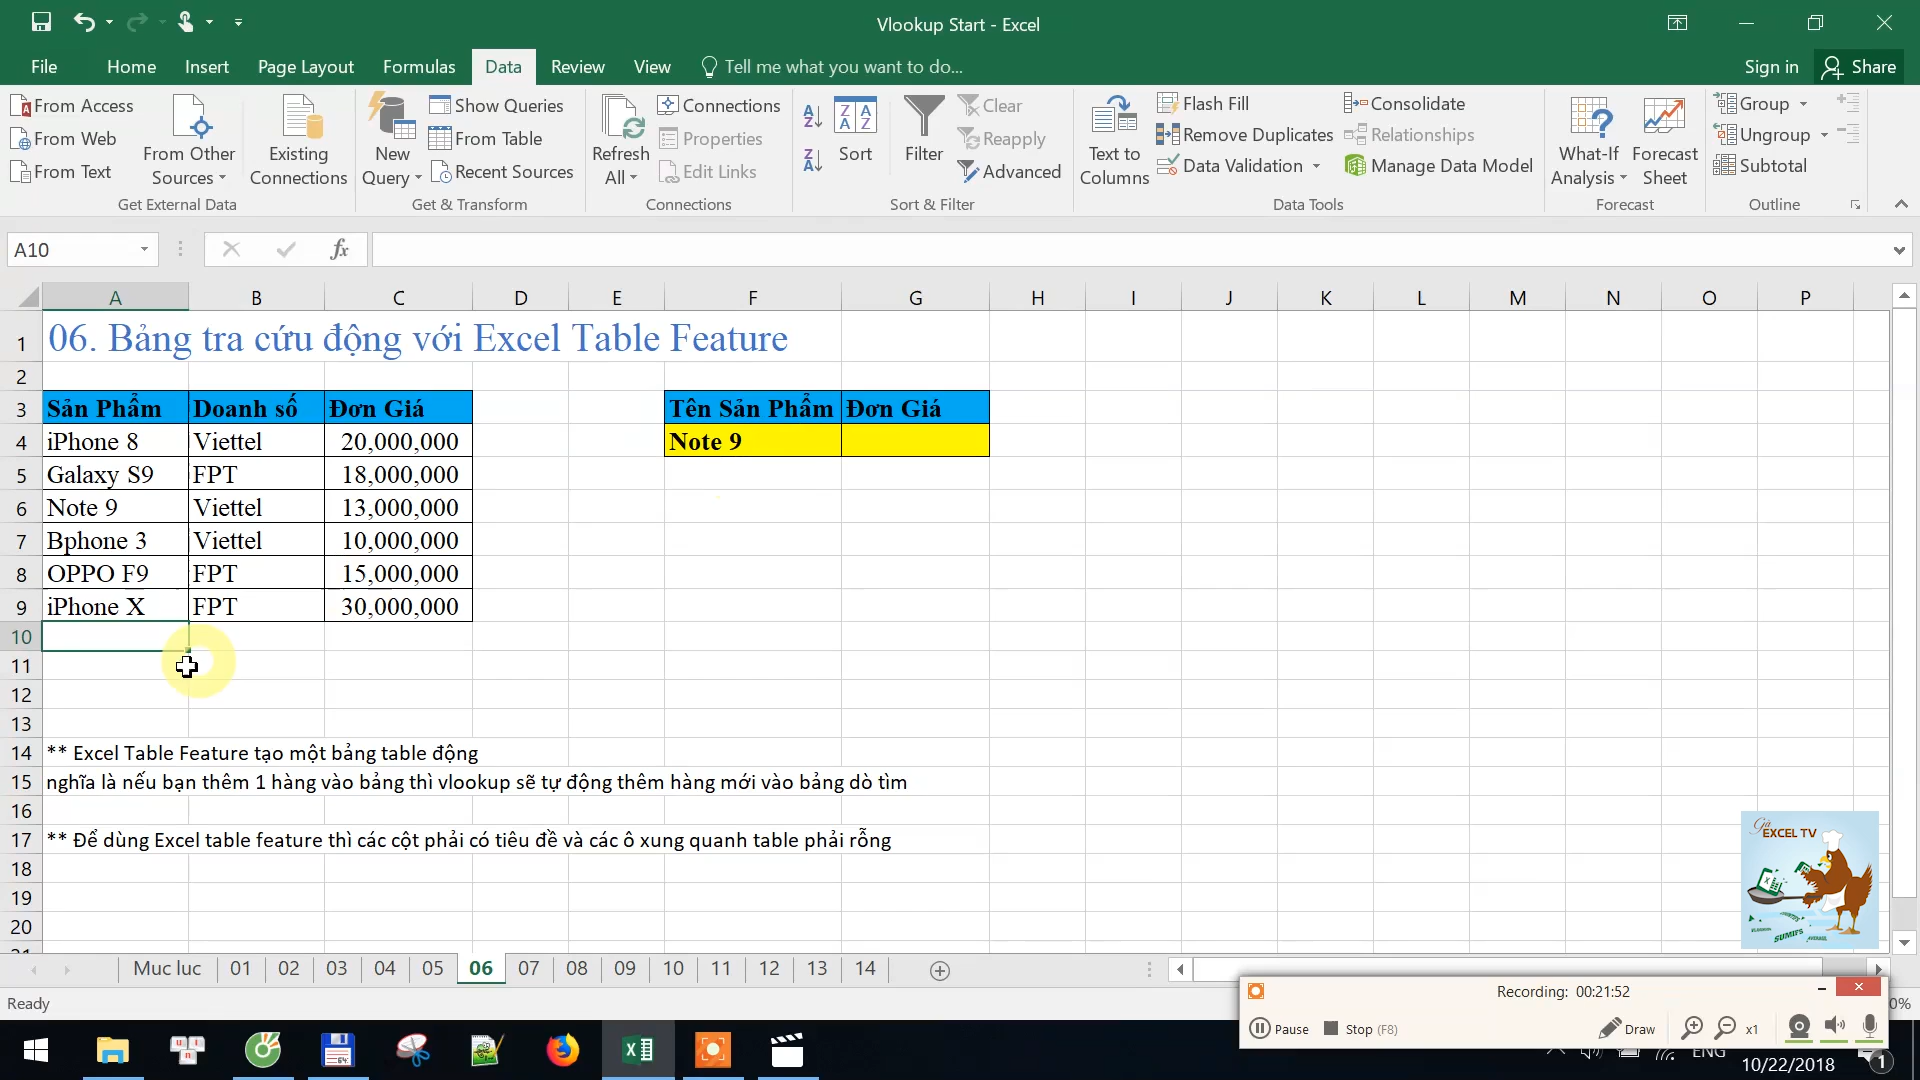 Vlookup Start - Excel
File Home Insert Page Layout Formulas Data Review View Tell me what you want to do... Sign in Share
From Access
From Web
From Text
From Other Sources
Existing Connections
Get External Data
New Query
Show Queries
From Table
Recent Sources
Get & Transform
Refresh All
Connections
Properties
Edit Links
Connections
Sort
Filter
Clear
Reapply
Advanced
Sort & Filter
Text to Columns
Flash Fill
Remove Duplicates
Data Validation
Consolidate
Relationships
Manage Data Model
Data Tools
What-If Analysis
Forecast Sheet
Forecast
Group
Ungroup
Subtotal
Outline
A10 fx
A B C D E F G H I J K L M N O P
1 06. Bảng tra cứu động với Excel Table Feature
2
3 Sản Phẩm Doanh số Đơn Giá Tên Sản Phẩm Đơn Giá
4 iPhone 8 Viettel 20,000,000 Note 9
5 Galaxy S9 FPT 18,000,000
6 Note 9 Viettel 13,000,000
7 Bphone 3 Viettel 10,000,000
8 OPPO F9 FPT 15,000,000
9 iPhone X FPT 30,000,000
10
11
12
13
14 ** Excel Table Feature tạo một bảng table động
15 nghĩa là nếu bạn thêm 1 hàng vào bảng thì vlookup sẽ tự động thêm hàng mới vào bảng dò tìm
16
17 ** Để dùng Excel table feature thì các cột phải có tiêu đề và các ô xung quanh table phải rỗng
18
19
20
Gà
EXCEL TV
SUMIFS
Muc luc 01 02 03 04 05 06 07 08 09 10 11 12 13 14
Ready
Recording: 00:21:52
Pause Stop (F8) Draw x1
ENG
10/22/2018
1